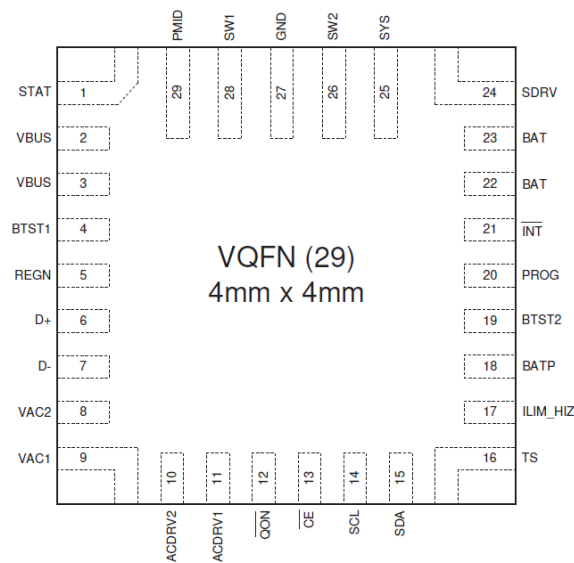 PMID SW1 GND SW2 SYS
29 28 27 26 25
STAT 1 24 SDRV
VBUS 2 23 BAT
VBUS 3 22 BAT
BTST1 4 21 INT
REGN 5 20 PROG
VQFN (29)
4mm x 4mm
D+ 6 19 BTST2
D- 7 18 BATP
VAC2 8 17 ILIM_HIZ
VAC1 9 16 TS
10 11 12 13 14 15
ACDRV2 ACDRV1 QON CE SCL SDA